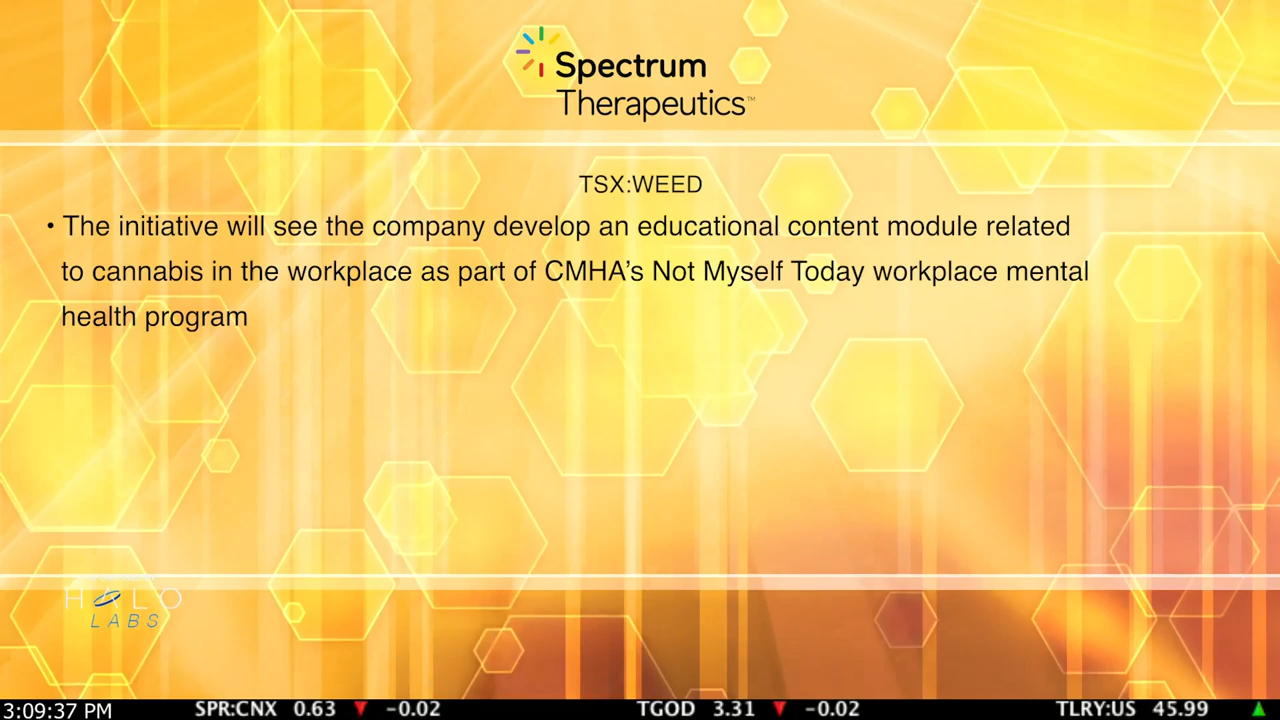 Spectrum
Therapeutics™
TSX:WEED
• The initiative will see the company develop an educational content module related
to cannabis in the workplace as part of CMHA’s Not Myself Today workplace mental
health program
HALO
LABS
3:09:37 PM SPR:CNX 0.63 ▼ -0.02 TGOD 3.31 ▼ -0.02 TLRY:US 45.99 ▲